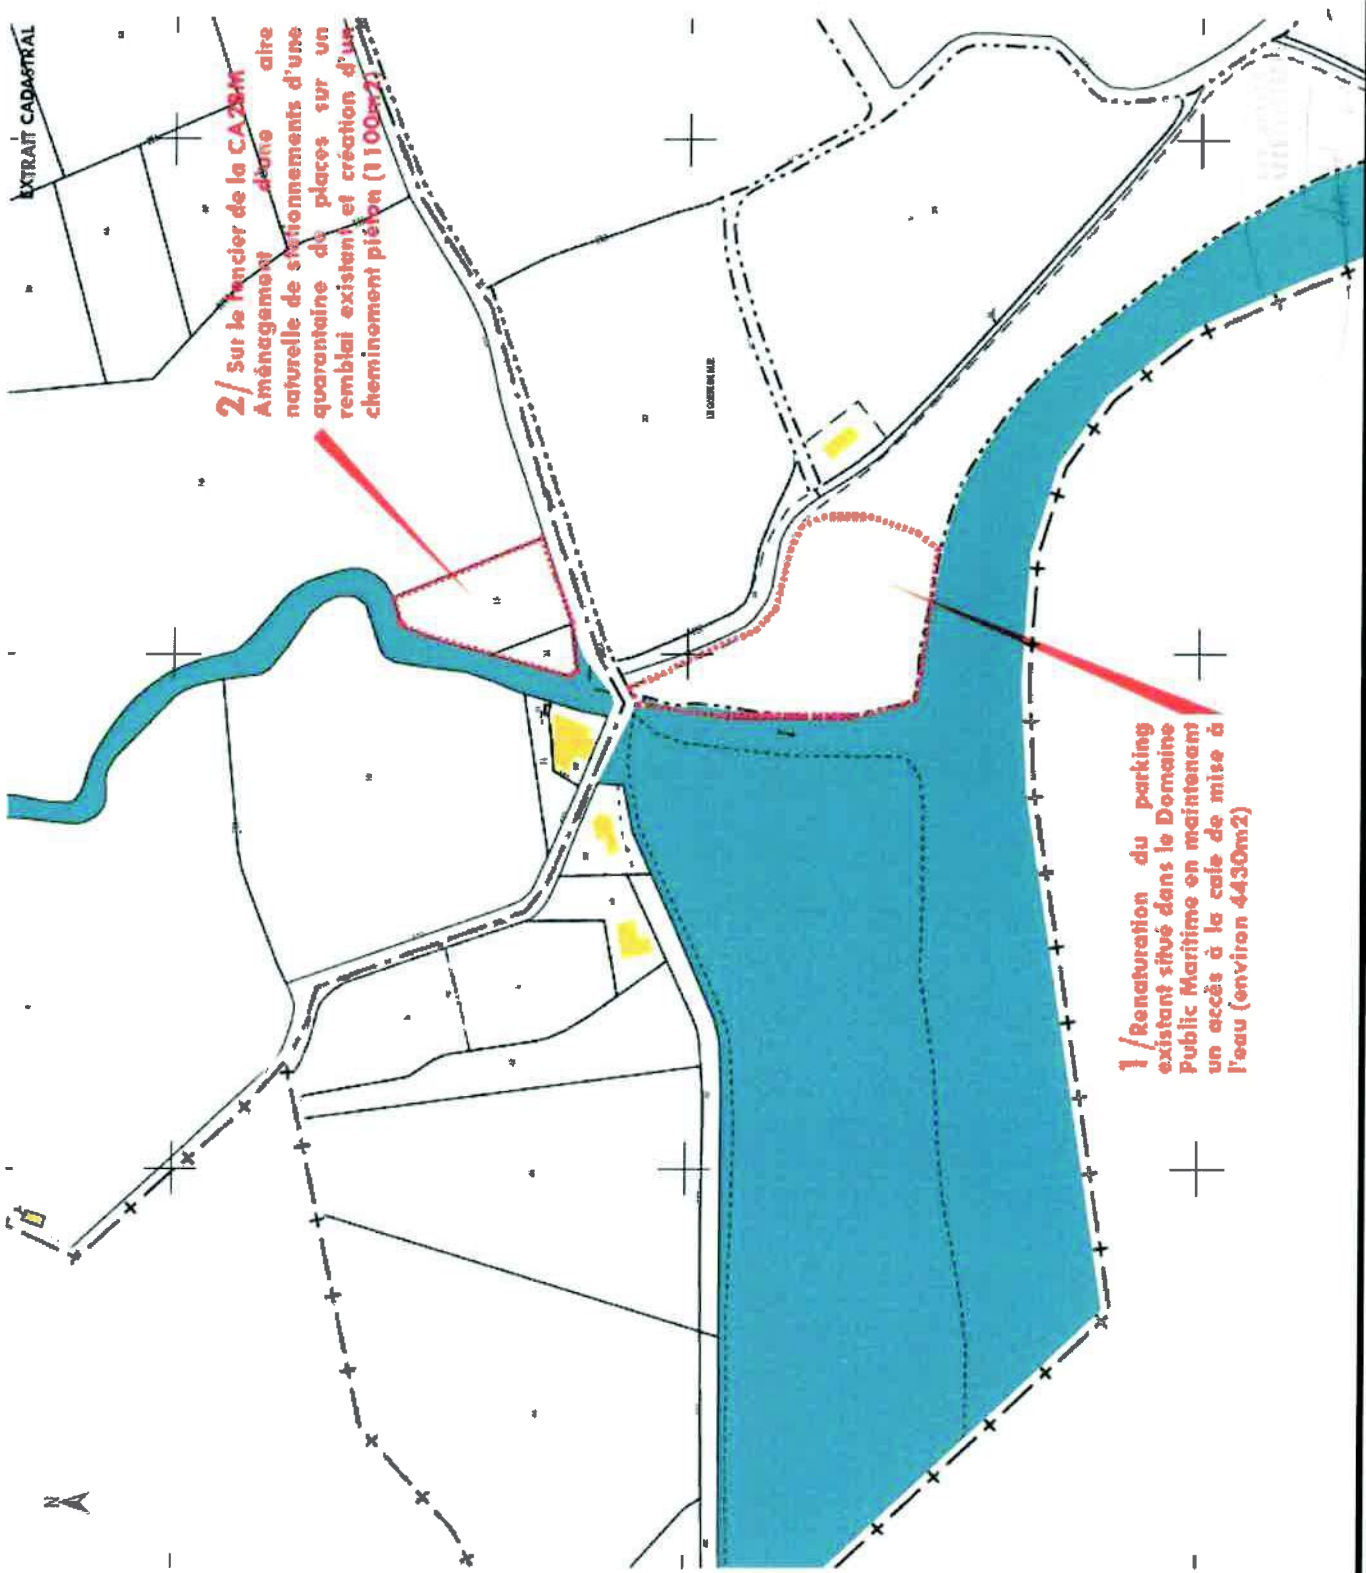 EXTRAIT CADASTRAL
2/ Sur le foncier de la CA2BM
Aménagement d'une aire
naturelle de stationnements d'une
quarantaine de places sur un
remblai existant et création d'un
cheminement piéton (1100m2)
1/Renaturation du parking
existant situé dans le Domaine
Public Maritime en maintenant
un accès à la cale de mise à
l'eau (environ 4430m2)
N